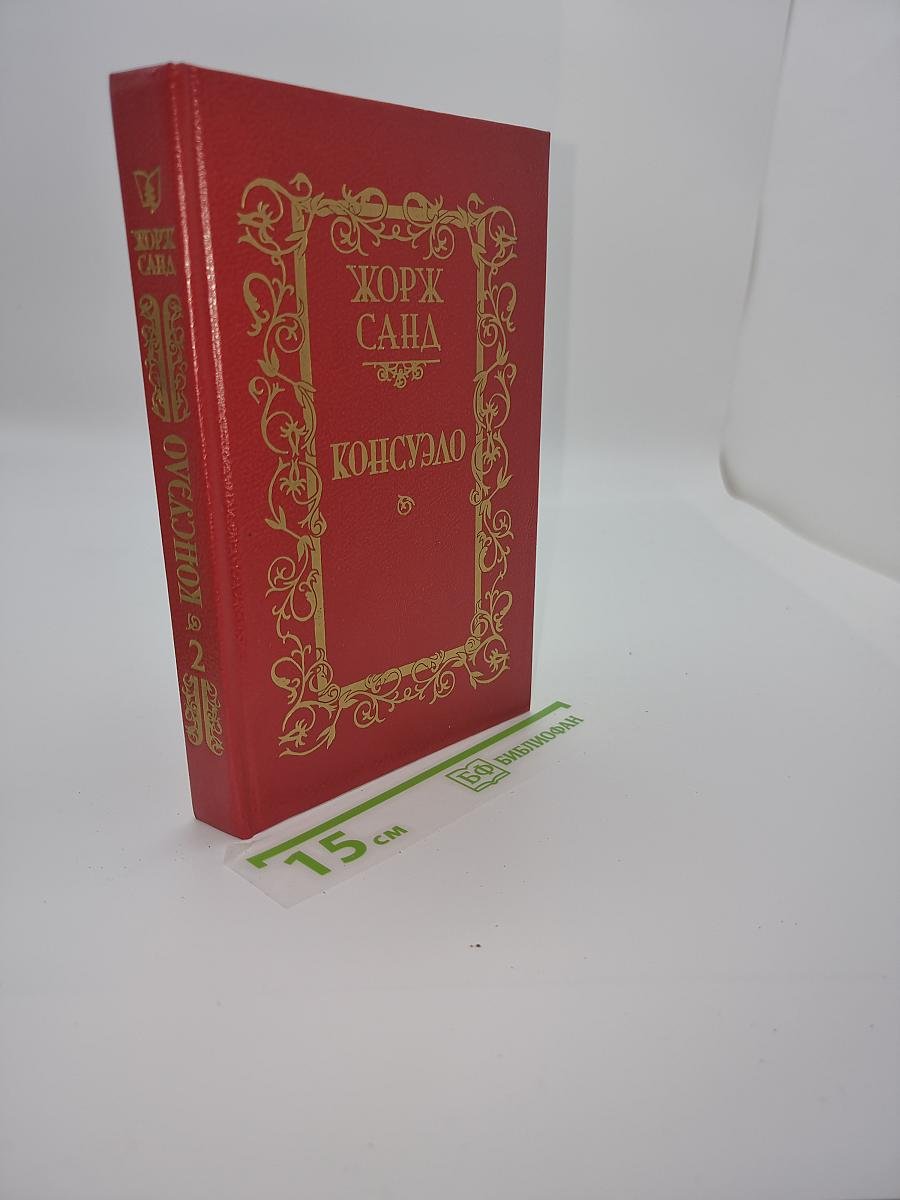 ЖОРЖ
САНД
КОНСУЭЛО
2
ЖОРЖ
САНД
КОНСУЭЛО
15 см
БФ БИБЛИОФАН